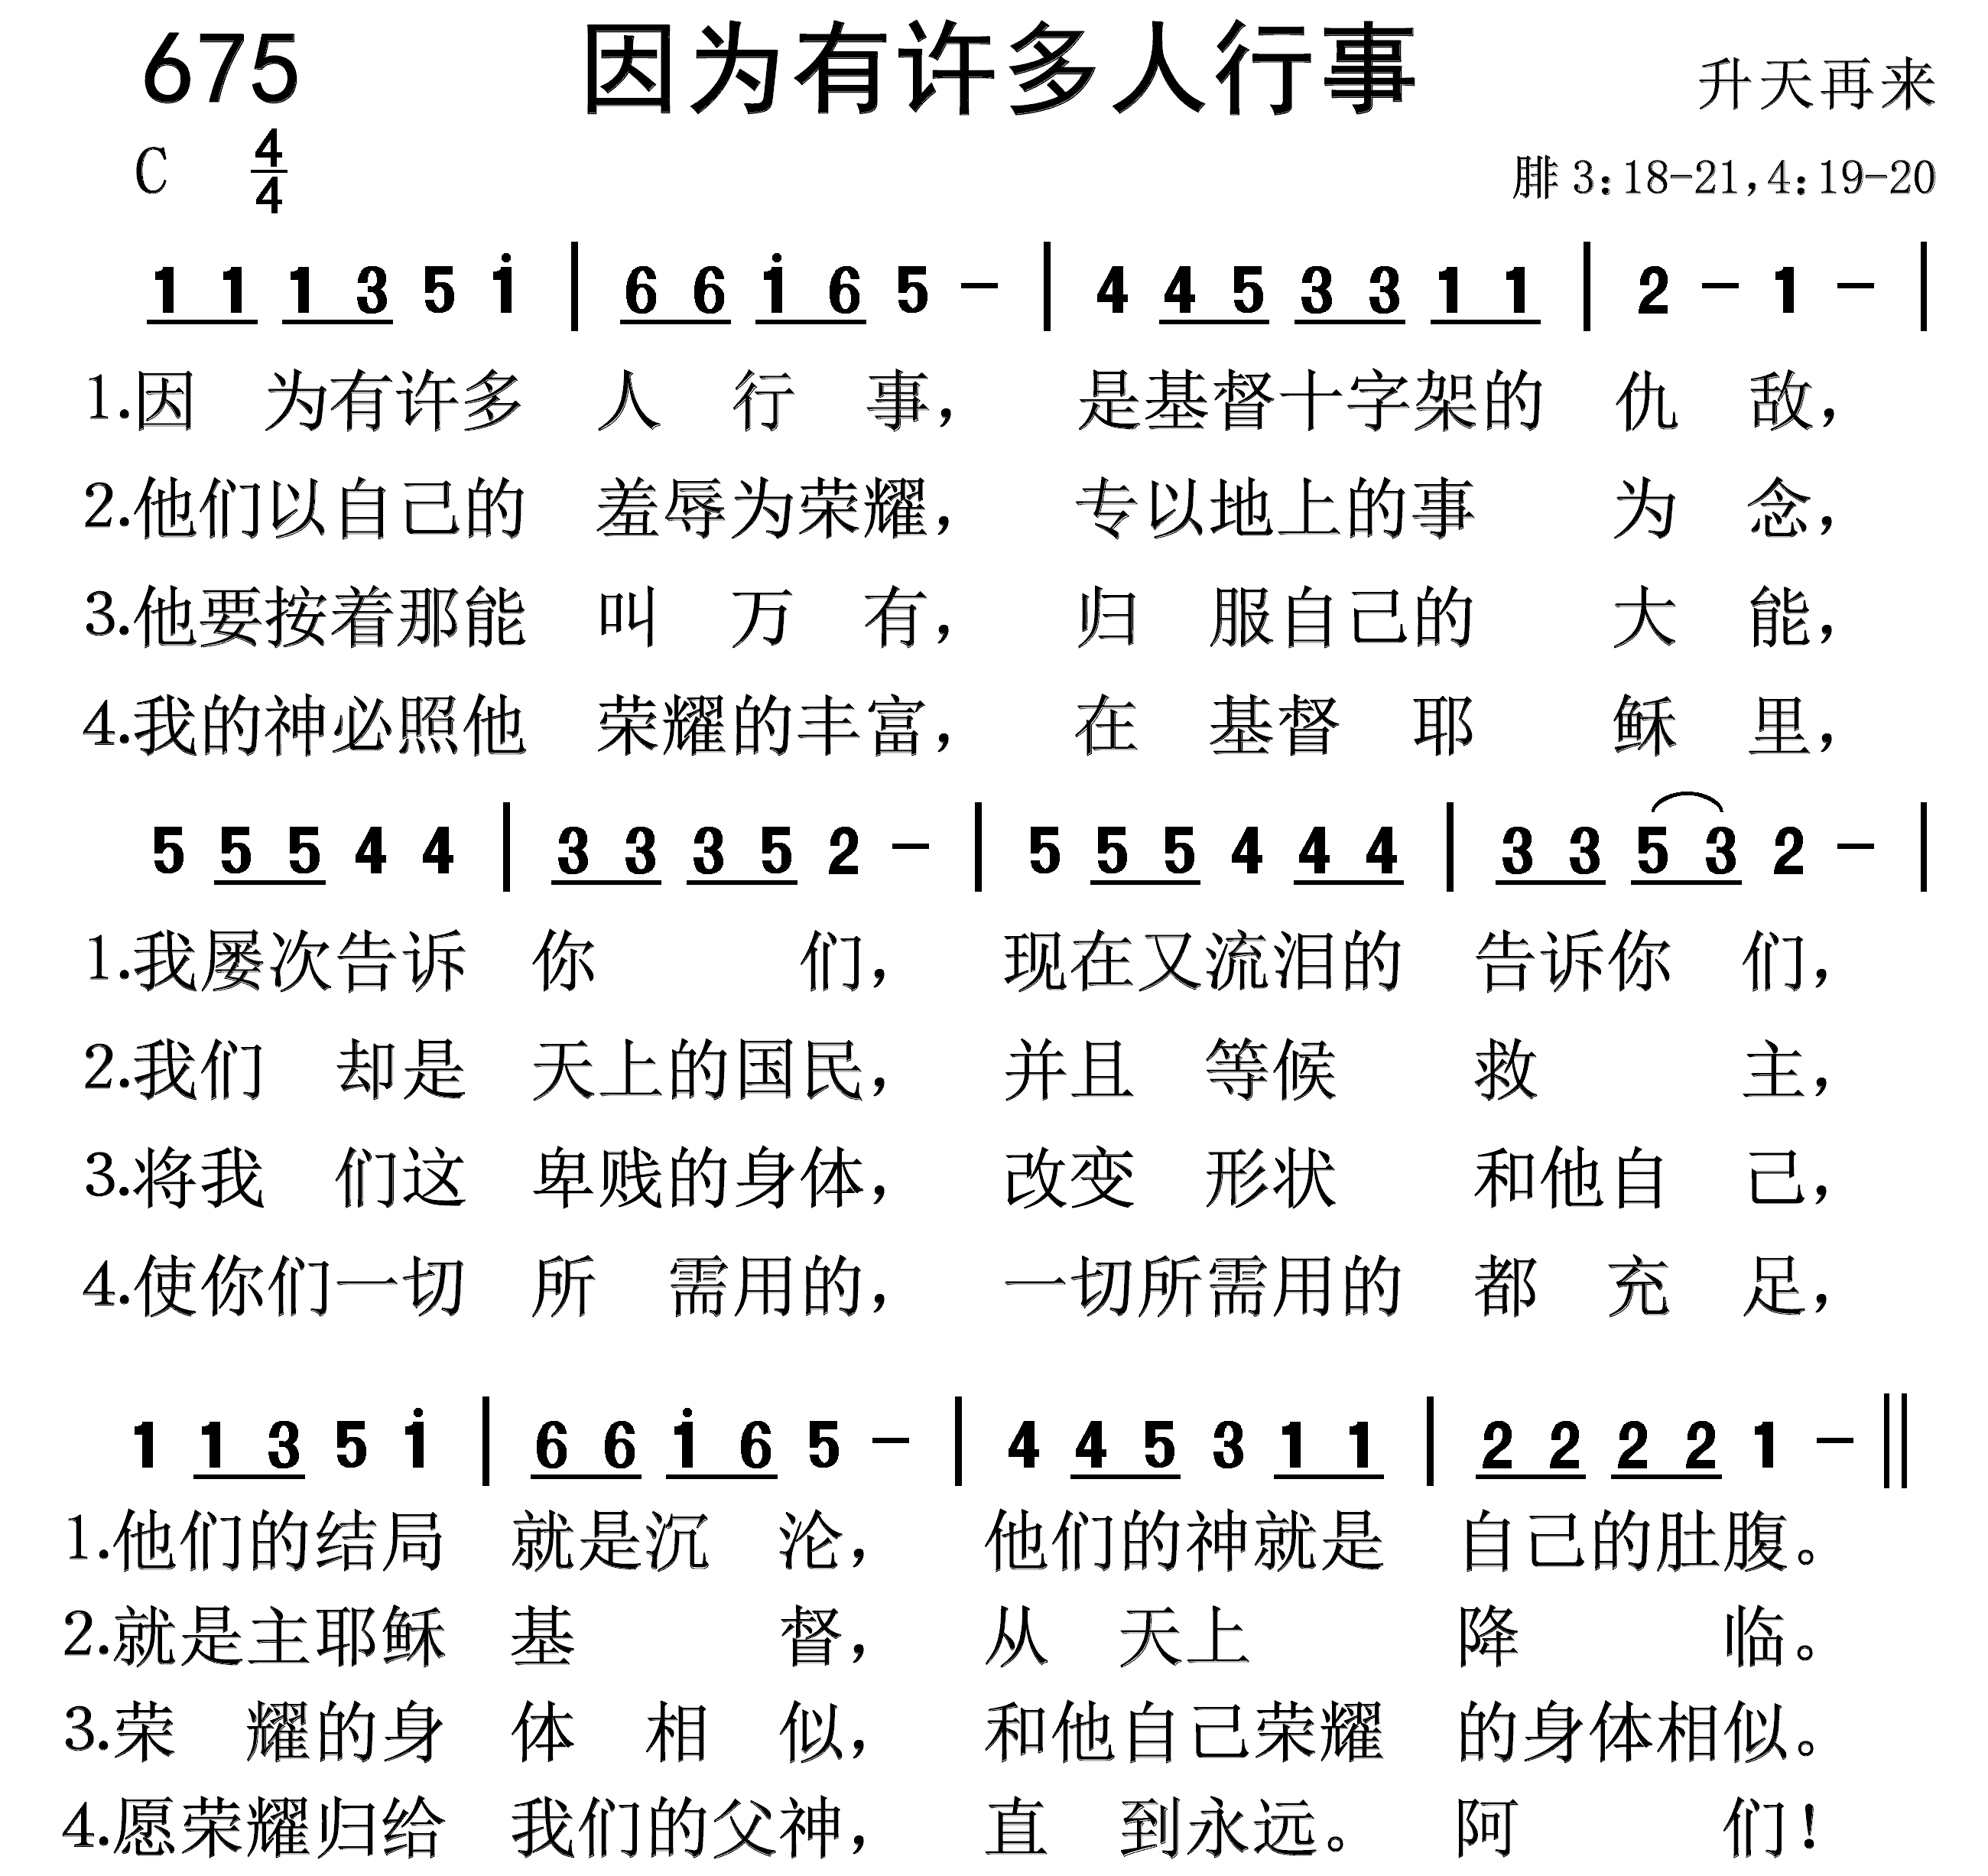 675 因为有许多人行事 升天再来
C 4/4 腓 3:18-21,4:19-20
1 1 1 3 5 i | 6 6 i 6 5 - | 4 4 5 3 3 1 1 | 2 - 1 - |
1.因 为有许多 人 行 事， 是基督十字架的 仇 敌，
2.他们以自己的 羞辱为荣耀， 专以地上的事 为 念，
3.他要按着那能 叫 万 有， 归 服自己的 大 能，
4.我的神必照他 荣耀的丰富， 在 基督 耶 稣 里，
5 5 5 4 4 | 3 3 3 5 2 - | 5 5 5 4 4 4 | 3 3 5 3 2 - |
1.我屡次告诉 你 们， 现在又流泪的 告诉你 们，
2.我们 却是 天上的国民， 并且 等候 救 主，
3.将我 们这 卑贱的身体， 改变 形状 和他自 己，
4.使你们一切 所 需用的， 一切所需用的 都 充 足，
1 1 3 5 i | 6 6 i 6 5 - | 4 4 5 3 1 1 | 2 2 2 2 1 - ||
1.他们的结局 就是沉 沦， 他们的神就是 自己的肚腹。
2.就是主耶稣 基 督， 从 天上 降 临。
3.荣 耀的身 体 相 似， 和他自己荣耀 的身体相似。
4.愿荣耀归给 我们的父神， 直 到永远。 阿 们！